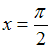 x = π/2